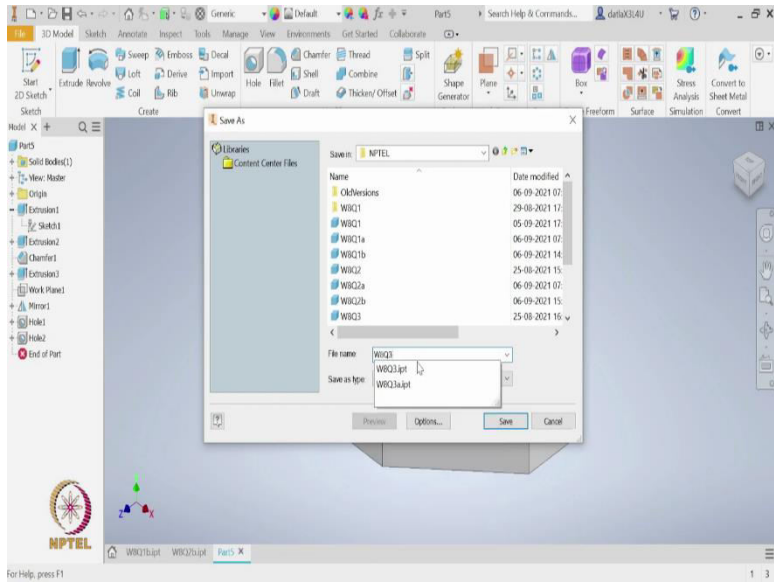 Generic Default fx Part5 Search Help & Commands... datlaX3L4U
File 3D Model Sketch Annotate Inspect Tools Manage View Environments Get Started Collaborate
Start 2D Sketch Extrude Revolve Sweep Emboss Decal Loft Derive Import Coil Rib Unwrap Hole Fillet Chamfer Thread Split Shell Combine Draft Thicken/ Offset Shape Generator Plane Box Stress Analysis Convert to Sheet Metal
Sketch Create Freeform Surface Simulation Convert
Model X +
Part5
Solid Bodies(1)
View: Master
Origin
Extrusion1
Sketch1
Extrusion2
Chamfer1
Extrusion3
Work Plane1
Mirror1
Hole1
Hole2
End of Part
Save As
Libraries
Content Center Files
Save in: NPTEL
Name Date modified
OldVersions 06-09-2021 07:
W8Q1 29-08-2021 17:
W8Q1 05-09-2021 17:
W8Q1a 06-09-2021 07:
W8Q1b 06-09-2021 14:
W8Q2 25-08-2021 15:
W8Q2a 06-09-2021 07:
W8Q2b 06-09-2021 15:
W8Q3 25-08-2021 16:
File name W8Q3
W8Q3.ipt
Save as type W8Q3a.ipt
Preview Options... Save Cancel
z x
NPTEL
W8Q1b.ipt W8Q2b.ipt Part5 X
For Help, press F1 1 3